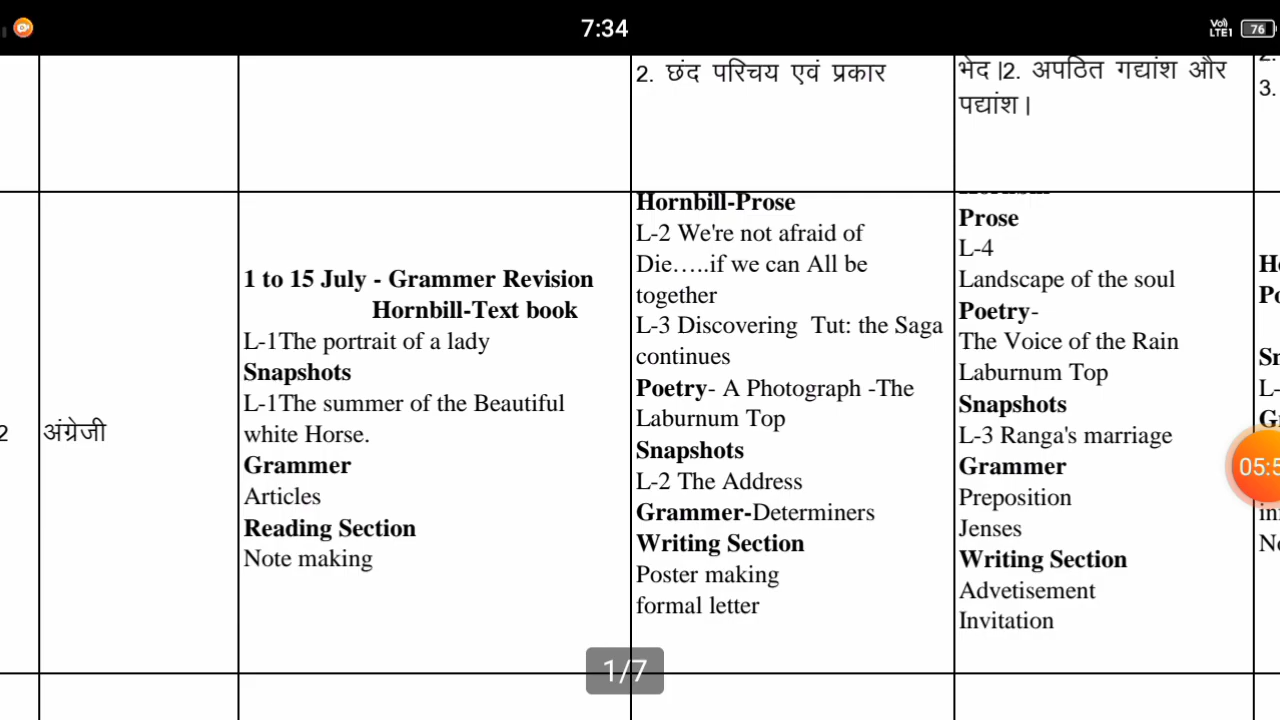 7:34
Vo)) LTE1
76
2. छंद परिचय एवं प्रकार
भेद |2. अपठित गद्यांश और
पद्यांश |
3.
2
अंग्रेजी
1 to 15 July - Grammer Revision
Hornbill-Text book
L-1The portrait of a lady
Snapshots
L-1The summer of the Beautiful
white Horse.
Grammer
Articles
Reading Section
Note making
Hornbill-Prose
L-2 We're not afraid of
Die…..if we can All be
together
L-3 Discovering Tut: the Saga
continues
Poetry- A Photograph -The
Laburnum Top
Snapshots
L-2 The Address
Grammer-Determiners
Writing Section
Poster making
formal letter
Prose
L-4
Landscape of the soul
Poetry-
The Voice of the Rain
Laburnum Top
Snapshots
L-3 Ranga's marriage
Grammer
Preposition
Jenses
Writing Section
Advetisement
Invitation
05:5
1/7